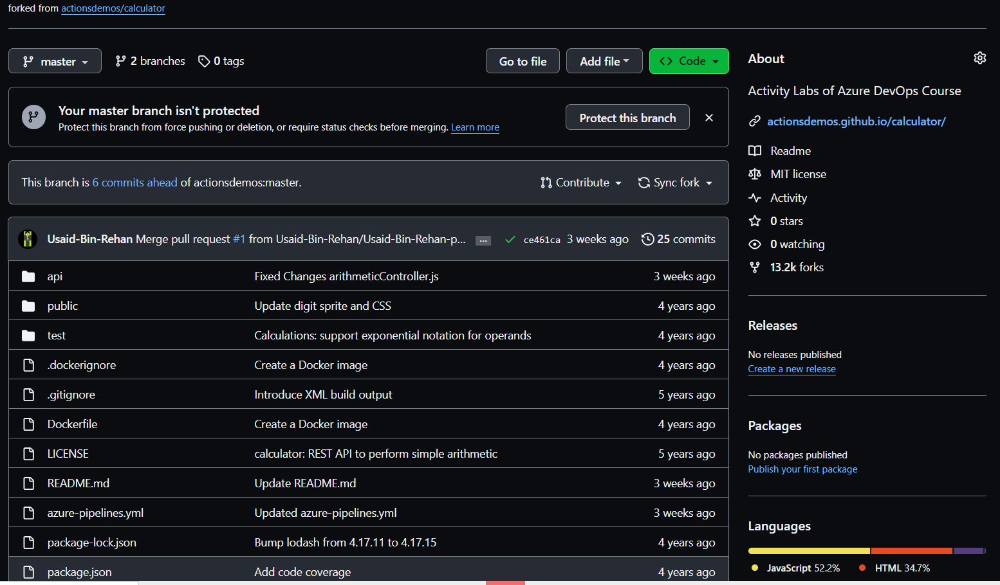 forked from actionsdemos/calculator
master
2 branches
0 tags
Go to file
Add file
Code
Your master branch isn't protected
Protect this branch from force pushing or deletion, or require status checks before merging. Learn more
Protect this branch
This branch is 6 commits ahead of actionsdemos:master.
Contribute
Sync fork
Usaid-Bin-Rehan Merge pull request #1 from Usaid-Bin-Rehan/Usaid-Bin-Rehan-p... ... ce461ca 3 weeks ago 25 commits
api Fixed Changes arithmeticController.js 3 weeks ago
public Update digit sprite and CSS 4 years ago
test Calculations: support exponential notation for operands 4 years ago
.dockerignore Create a Docker image 4 years ago
.gitignore Introduce XML build output 5 years ago
Dockerfile Create a Docker image 4 years ago
LICENSE calculator: REST API to perform simple arithmetic 5 years ago
README.md Update README.md 3 weeks ago
azure-pipelines.yml Updated azure-pipelines.yml 3 weeks ago
package-lock.json Bump lodash from 4.17.11 to 4.17.15 4 years ago
package.json Add code coverage 4 years ago
About
Activity Labs of Azure DevOps Course
actionsdemos.github.io/calculator/
Readme
MIT license
Activity
0 stars
0 watching
13.2k forks
Releases
No releases published
Create a new release
Packages
No packages published
Publish your first package
Languages
JavaScript 52.2% HTML 34.7%